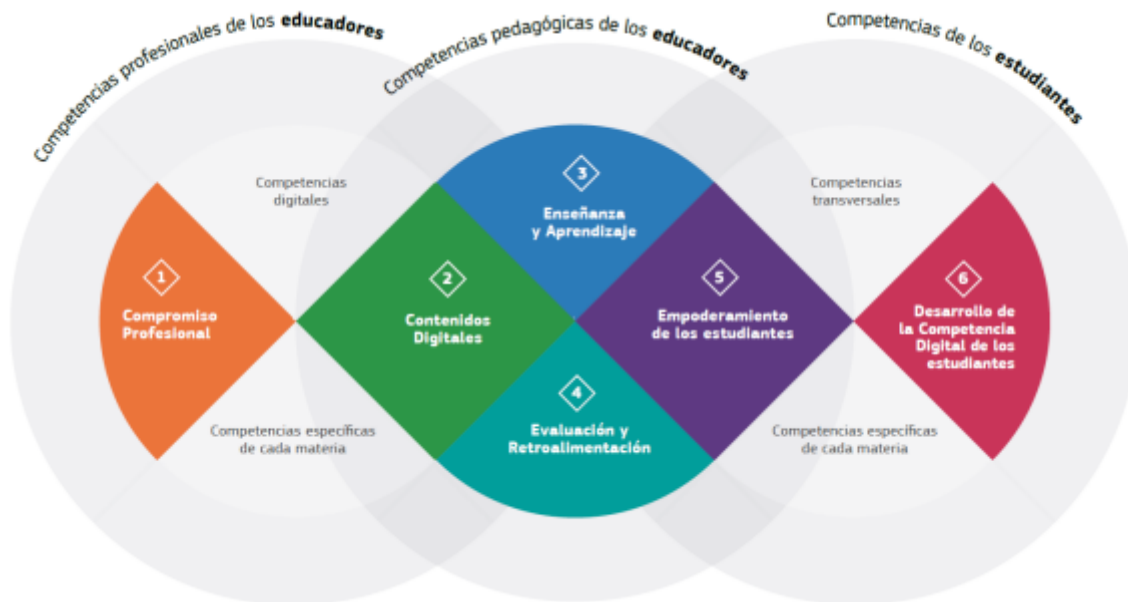 Competencias profesionales de los educadores
Competencias pedagógicas de los educadores
Competencias de los estudiantes
Competencias
digitales
Competencias
transversales
1
Compromiso
Profesional
2
Contenidos
Digitales
3
Enseñanza
y Aprendizaje
4
Evaluación y
Retroalimentación
5
Empoderamiento
de los estudiantes
6
Desarrollo de
la Competencia
Digital de los
estudiantes
Competencias específicas
de cada materia
Competencias específicas
de cada materia